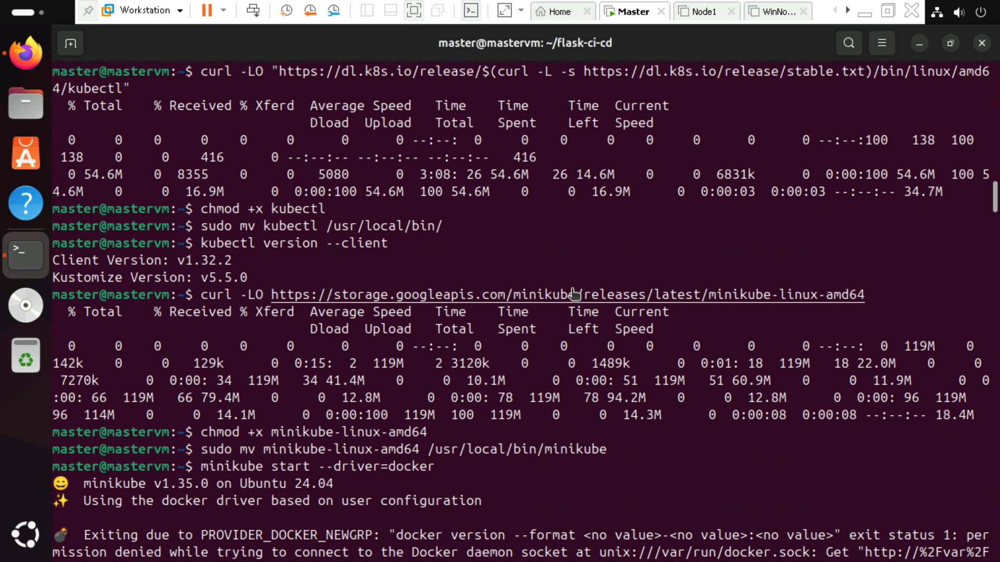 Workstation
Home
Master
Node1
WinNo...
master@mastervm: ~/flask-ci-cd
master@mastervm:~$ curl -LO "https://dl.k8s.io/release/$(curl -L -s https://dl.k8s.io/release/stable.txt)/bin/linux/amd6
4/kubectl"
% Total % Received % Xferd Average Speed Time Time Time Current
Dload Upload Total Spent Left Speed
0 0 0 0 0 0 0 0 --:--: 0 0 0 0 0 0 0 0 --:--:100 138 100
138 0 0 416 0 --:--:-- --:--:-- --:--:-- 416
0 54.6M 0 8355 0 0 5080 0 3:08: 26 54.6M 26 14.6M 0 0 6831k 0 0:00:100 54.6M 100 5
4.6M 0 0 16.9M 0 0:00:100 54.6M 100 54.6M 0 0 16.9M 0 0:00:03 0:00:03 --:--:-- 34.7M
master@mastervm:~$ chmod +x kubectl
master@mastervm:~$ sudo mv kubectl /usr/local/bin/
master@mastervm:~$ kubectl version --client
Client Version: v1.32.2
Kustomize Version: v5.5.0
master@mastervm:~$ curl -LO https://storage.googleapis.com/minikube/releases/latest/minikube-linux-amd64
% Total % Received % Xferd Average Speed Time Time Time Current
Dload Upload Total Spent Left Speed
0 0 0 0 0 0 0 0 --:--: 0 0 0 0 0 0 0 0 --:--: 0 119M 0
142k 0 0 129k 0 0:15: 2 119M 2 3120k 0 0 1489k 0 0:01: 18 119M 18 22.0M 0 0
7270k 0 0:00: 34 119M 34 41.4M 0 0 10.1M 0 0:00: 51 119M 51 60.9M 0 0 11.9M 0 0
:00: 66 119M 66 79.4M 0 0 12.8M 0 0:00: 78 119M 78 94.2M 0 0 12.8M 0 0:00: 96 119M
96 114M 0 0 14.1M 0 0:00:100 119M 100 119M 0 0 14.3M 0 0:00:08 0:00:08 --:--:-- 18.4M
master@mastervm:~$ chmod +x minikube-linux-amd64
master@mastervm:~$ sudo mv minikube-linux-amd64 /usr/local/bin/minikube
master@mastervm:~$ minikube start --driver=docker
😄 minikube v1.35.0 on Ubuntu 24.04
✨ Using the docker driver based on user configuration
💣 Exiting due to PROVIDER_DOCKER_NEWGRP: "docker version --format <no value>-<no value>:<no value>" exit status 1: per
mission denied while trying to connect to the Docker daemon socket at unix:///var/run/docker.sock: Get "http://%2Fvar%2F